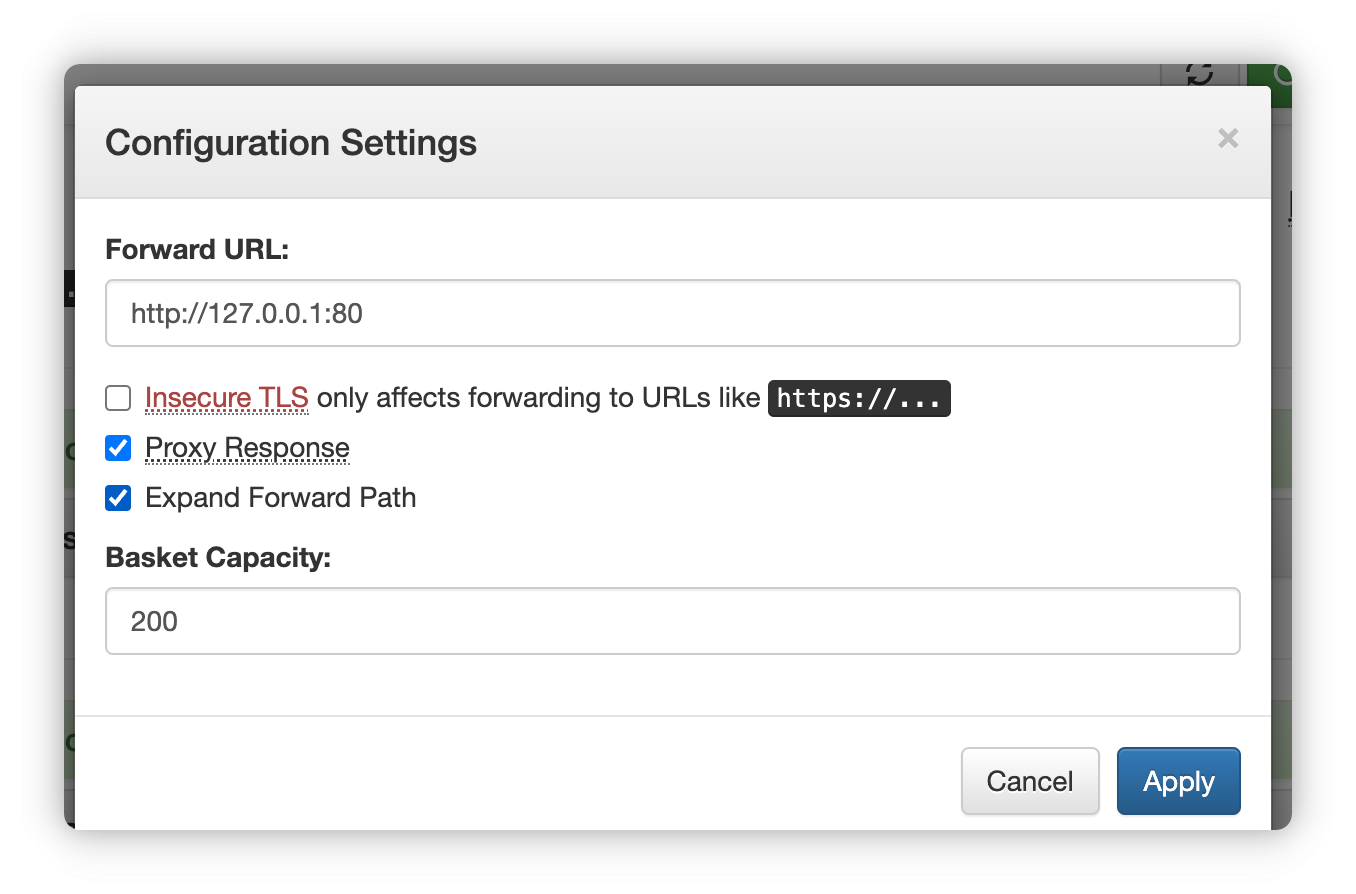 Configuration Settings
×
Forward URL:
http://127.0.0.1:80
Insecure TLS only affects forwarding to URLs like https://...
Proxy Response
Expand Forward Path
Basket Capacity:
200
Cancel Apply